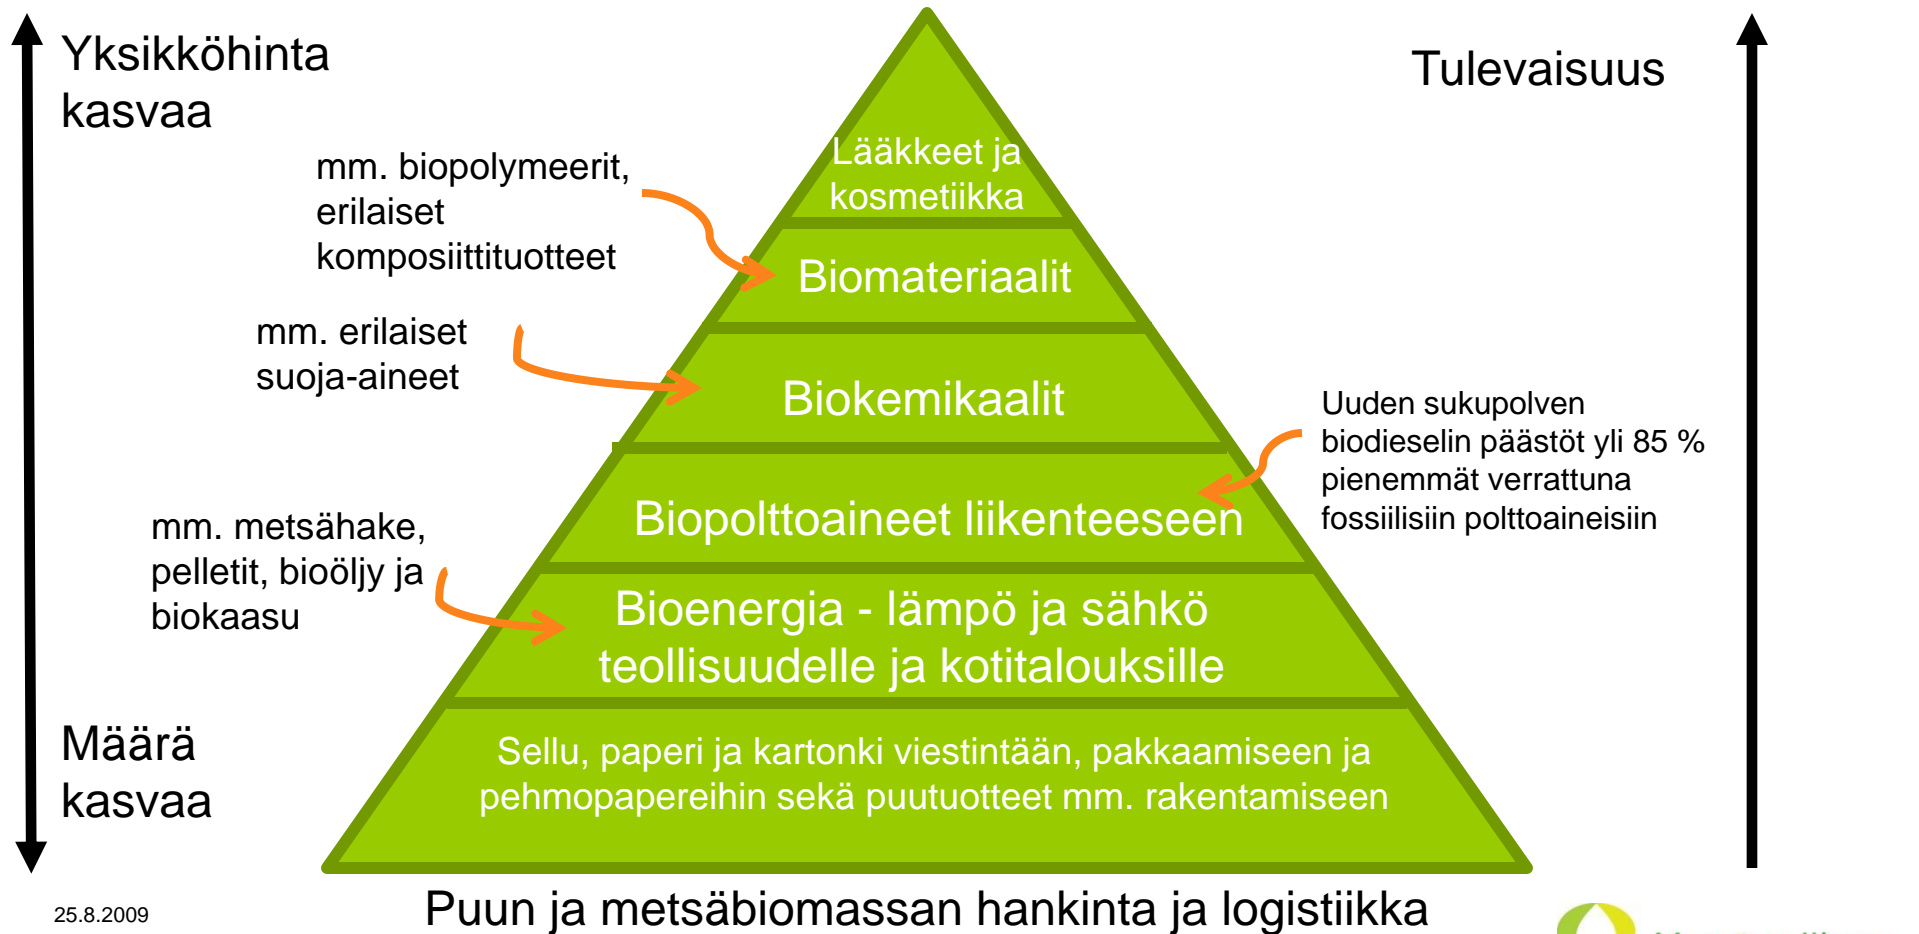 Yksikköhinta
kasvaa
Tulevaisuus
Lääkkeet ja
kosmetiikka
mm. biopolymeerit,
erilaiset
komposiittituotteet
Biomateriaalit
mm. erilaiset
suoja-aineet
Biokemikaalit
Uuden sukupolven
biodieselin päästöt yli 85 %
pienemmät verrattuna
fossiilisiin polttoaineisiin
Biopolttoaineet liikenteeseen
mm. metsähake,
pelletit, bioöljy ja
biokaasu
Bioenergia - lämpö ja sähkö
teollisuudelle ja kotitalouksille
Määrä
kasvaa
Sellu, paperi ja kartonki viestintään, pakkaamiseen ja
pehmopapereihin sekä puutuotteet mm. rakentamiseen
Puun ja metsäbiomassan hankinta ja logistiikka
25.8.2009